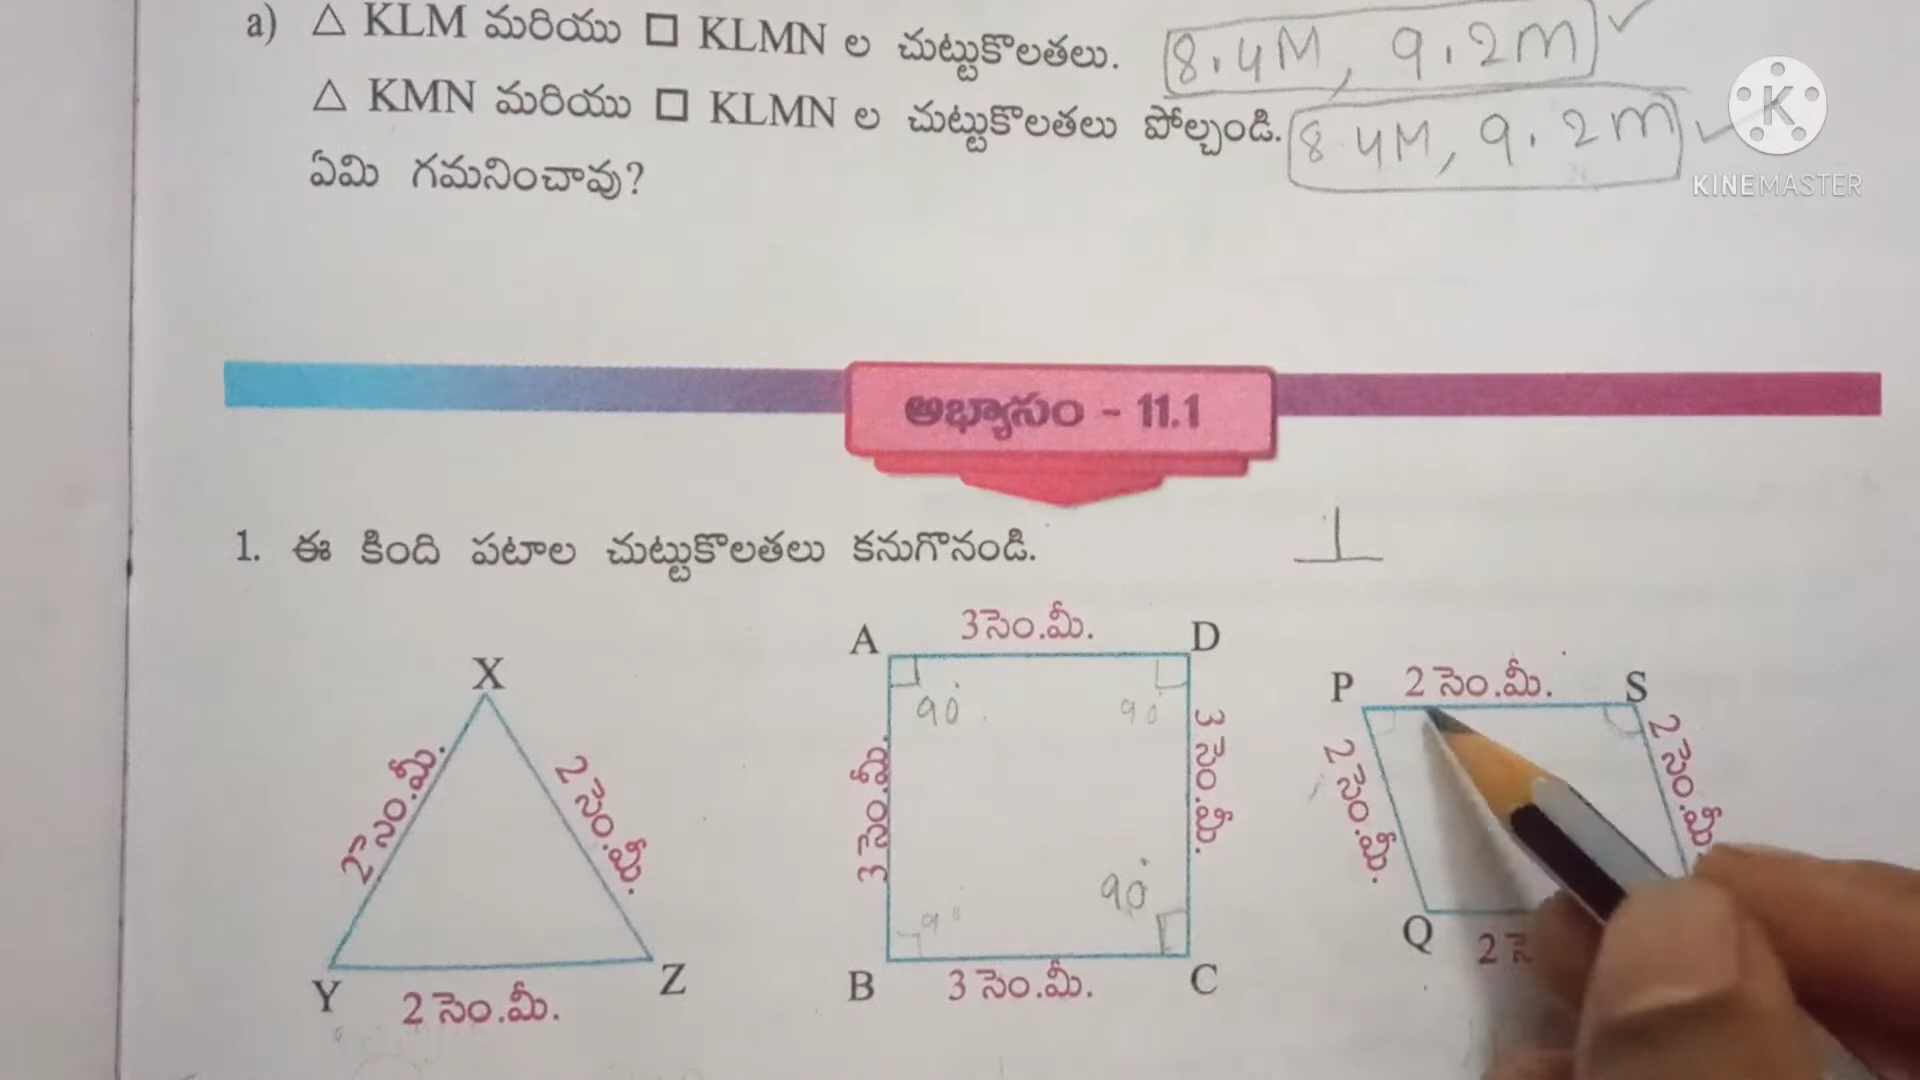 a) △ KLM మరియు □ KLMN ల చుట్టుకొలతలు. 8.4M, 9.2m
△ KMN మరియు □ KLMN ల చుట్టుకొలతలు పోల్చండి. 8.4M, 9.2m
ఏమి గమనించావు?
K
KINEMASTER
అభ్యాసం - 11.1
1. ఈ కింది పటాల చుట్టుకొలతలు కనుగొనండి.
X
2 సెం.మీ.
2 సెం.మీ.
Y
Z
2 సెం.మీ.
A
3 సెం.మీ.
D
90°
90
3 సెం.మీ.
3 సెం.మీ.
90°
B
3 సెం.మీ.
C
P
2 సెం.మీ.
S
2 సెం.మీ.
2 సెం.మీ.
Q
2